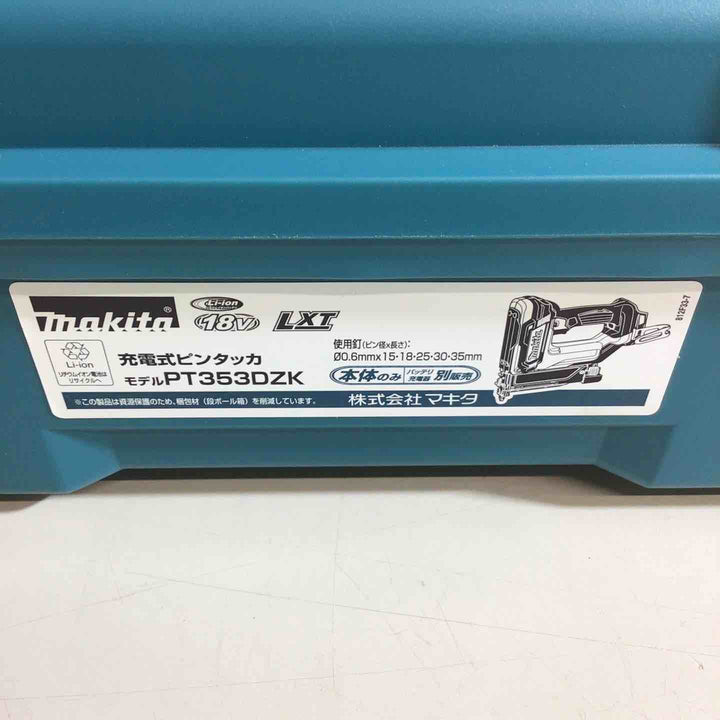 makita®
Li-ion
18V
LXT
Li-ion
リチウムイオン電池は
リサイクルへ
充電式ピンタッカ
モデルPT353DZK
使用釘(ピン径×長さ):
Ø0.6mm×15・18・25・30・35mm
本体のみ バッテリ 充電器 別販売
※この製品は資源保護のため、梱包材(段ボール箱)を削減しています。
株式会社マキタ
makita
812F33-7